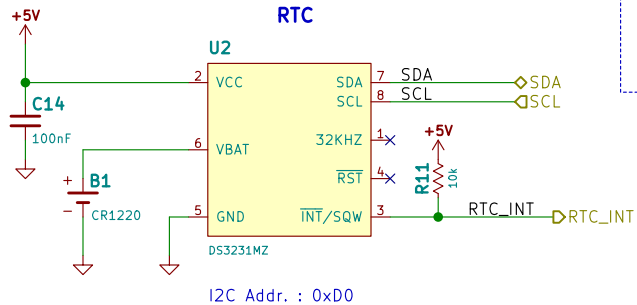 RTC
+5V
U2
2 VCC
SDA 7 SDA SDA
SCL 8 SCL SCL
C14
100nF
32KHZ 1
+5V
6 VBAT
RST 4
R11
10k
+
B1
-
CR1220
5 GND
INT/SQW 3 RTC_INT RTC_INT
DS3231MZ
I2C Addr. : 0xD0